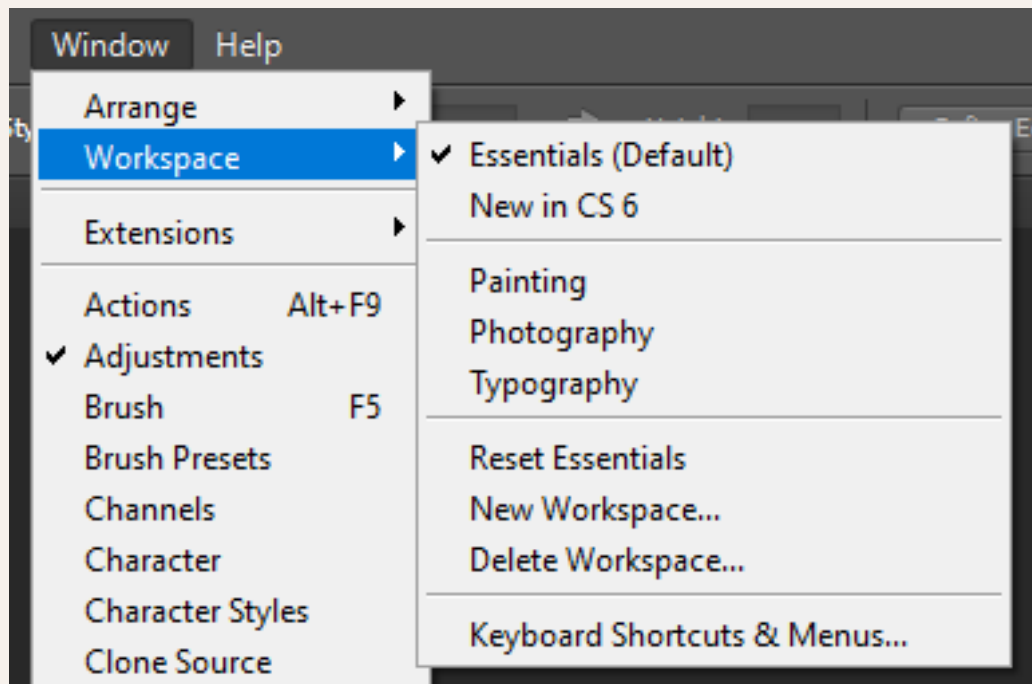 Window Help
Arrange
Workspace
Extensions
Actions Alt+F9
Adjustments
Brush F5
Brush Presets
Channels
Character
Character Styles
Clone Source
Essentials (Default)
New in CS 6
Painting
Photography
Typography
Reset Essentials
New Workspace...
Delete Workspace...
Keyboard Shortcuts & Menus...